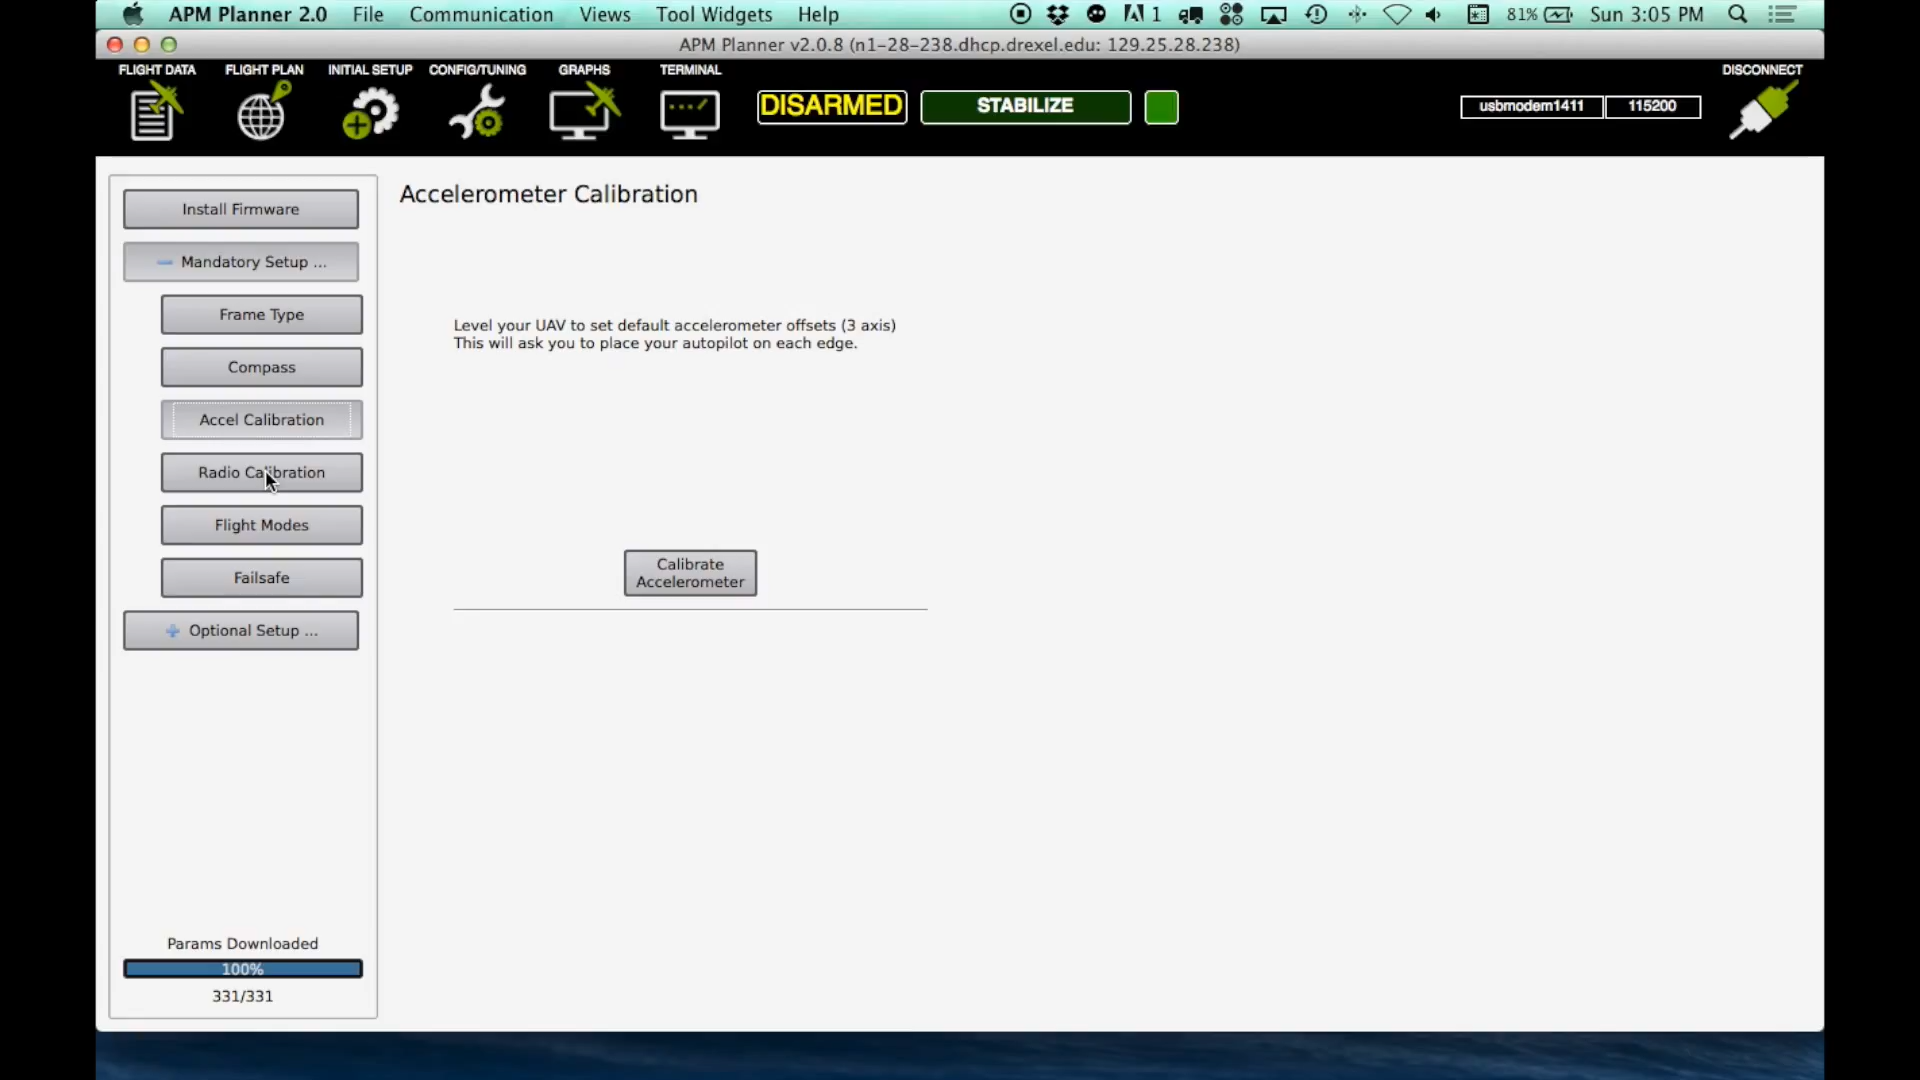 APM Planner 2.0 File Communication Views Tool Widgets Help 1 81% Sun 3:05 PM
APM Planner v2.0.8 (n1-28-238.dhcp.drexel.edu: 129.25.28.238)
FLIGHT DATA FLIGHT PLAN INITIAL SETUP CONFIG/TUNING GRAPHS TERMINAL DISCONNECT
DISARMED STABILIZE usbmodem1411 115200
Accelerometer Calibration
Install Firmware
Mandatory Setup ...
Frame Type
Level your UAV to set default accelerometer offsets (3 axis)
This will ask you to place your autopilot on each edge.
Compass
Accel Calibration
Radio Calibration
Flight Modes
Calibrate
Accelerometer
Failsafe
Optional Setup ...
Params Downloaded
100%
331/331